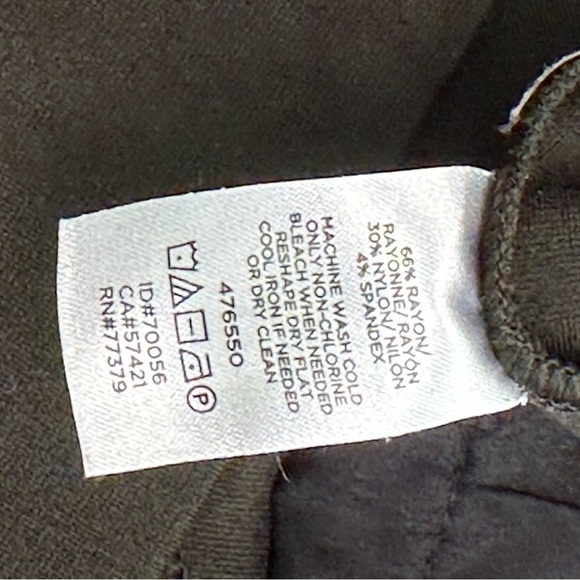 66% RAYON/
RAYONNE/RAYÓN
30% NYLON/ NILON
4% SPANDEX
MACHINE WASH COLD
ONLY NON-CHLORINE
BLEACH WHEN NEEDED
RESHAPE DRY FLAT
COOL IRON IF NEEDED
OR DRY CLEAN
476550
P
ID#70056
CA#57421
RN#77379